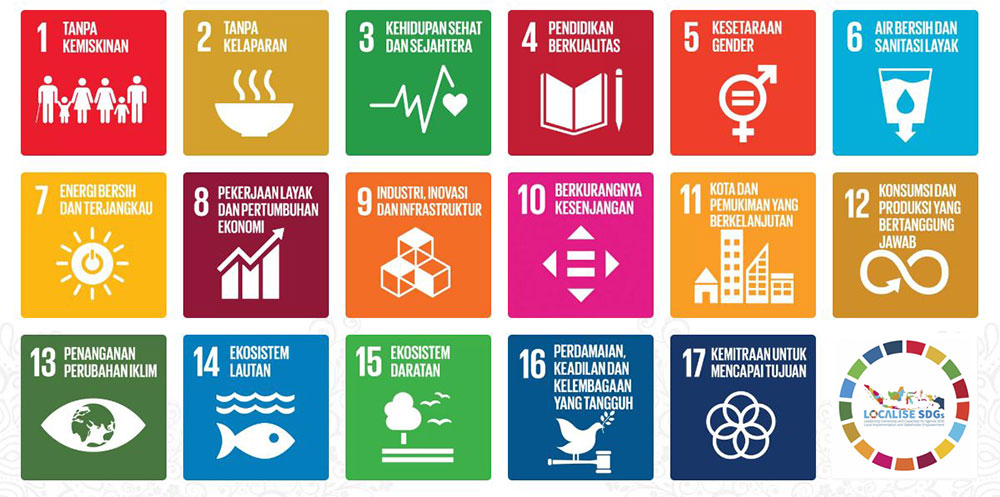 1 TANPA
KEMISKINAN
2 TANPA
KELAPARAN
3 KEHIDUPAN SEHAT
DAN SEJAHTERA
4 PENDIDIKAN
BERKUALITAS
5 KESETARAAN
GENDER
6 AIR BERSIH DAN
SANITASI LAYAK
7 ENERGI BERSIH
DAN TERJANGKAU
8 PEKERJAAN LAYAK
DAN PERTUMBUHAN
EKONOMI
9 INDUSTRI, INOVASI
DAN INFRASTRUKTUR
10 BERKURANGNYA
KESENJANGAN
11 KOTA DAN
PEMUKIMAN YANG
BERKELANJUTAN
12 KONSUMSI DAN
PRODUKSI YANG
BERTANGGUNG
JAWAB
13 PENANGANAN
PERUBAHAN IKLIM
14 EKOSISTEM
LAUTAN
15 EKOSISTEM
DARATAN
16 PERDAMAIAN,
KEADILAN DAN
KELEMBAGAAN
YANG TANGGUH
17 KEMITRAAN UNTUK
MENCAPAI TUJUAN
LOCALISE SDGs